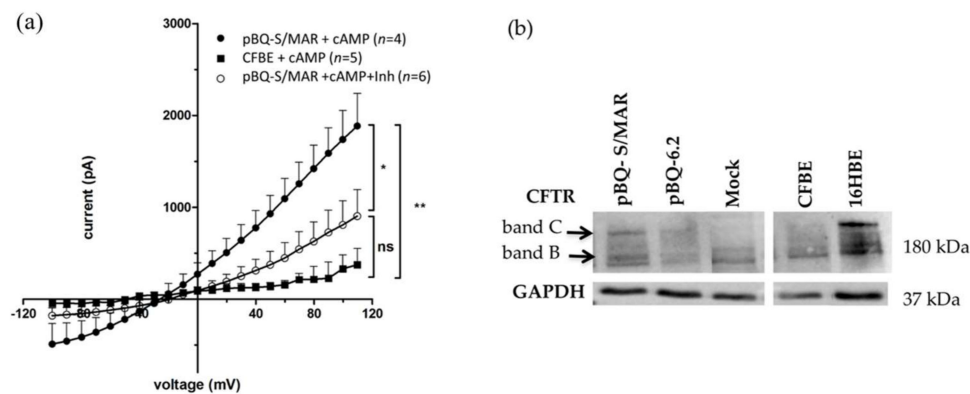 (a)
3000
pBQ-S/MAR + cAMP (n=4)
CFBE + cAMP (n=5)
pBQ-S/MAR +cAMP+Inh (n=6)
2000
current (pA)
1000
*
**
ns
-120
-80
-40
40
80
120
voltage (mV)
(b)
pBQ- S/MAR
pBQ-6.2
Mock
CFBE
16HBE
CFTR
band C
band B
180 kDa
GAPDH
37 kDa